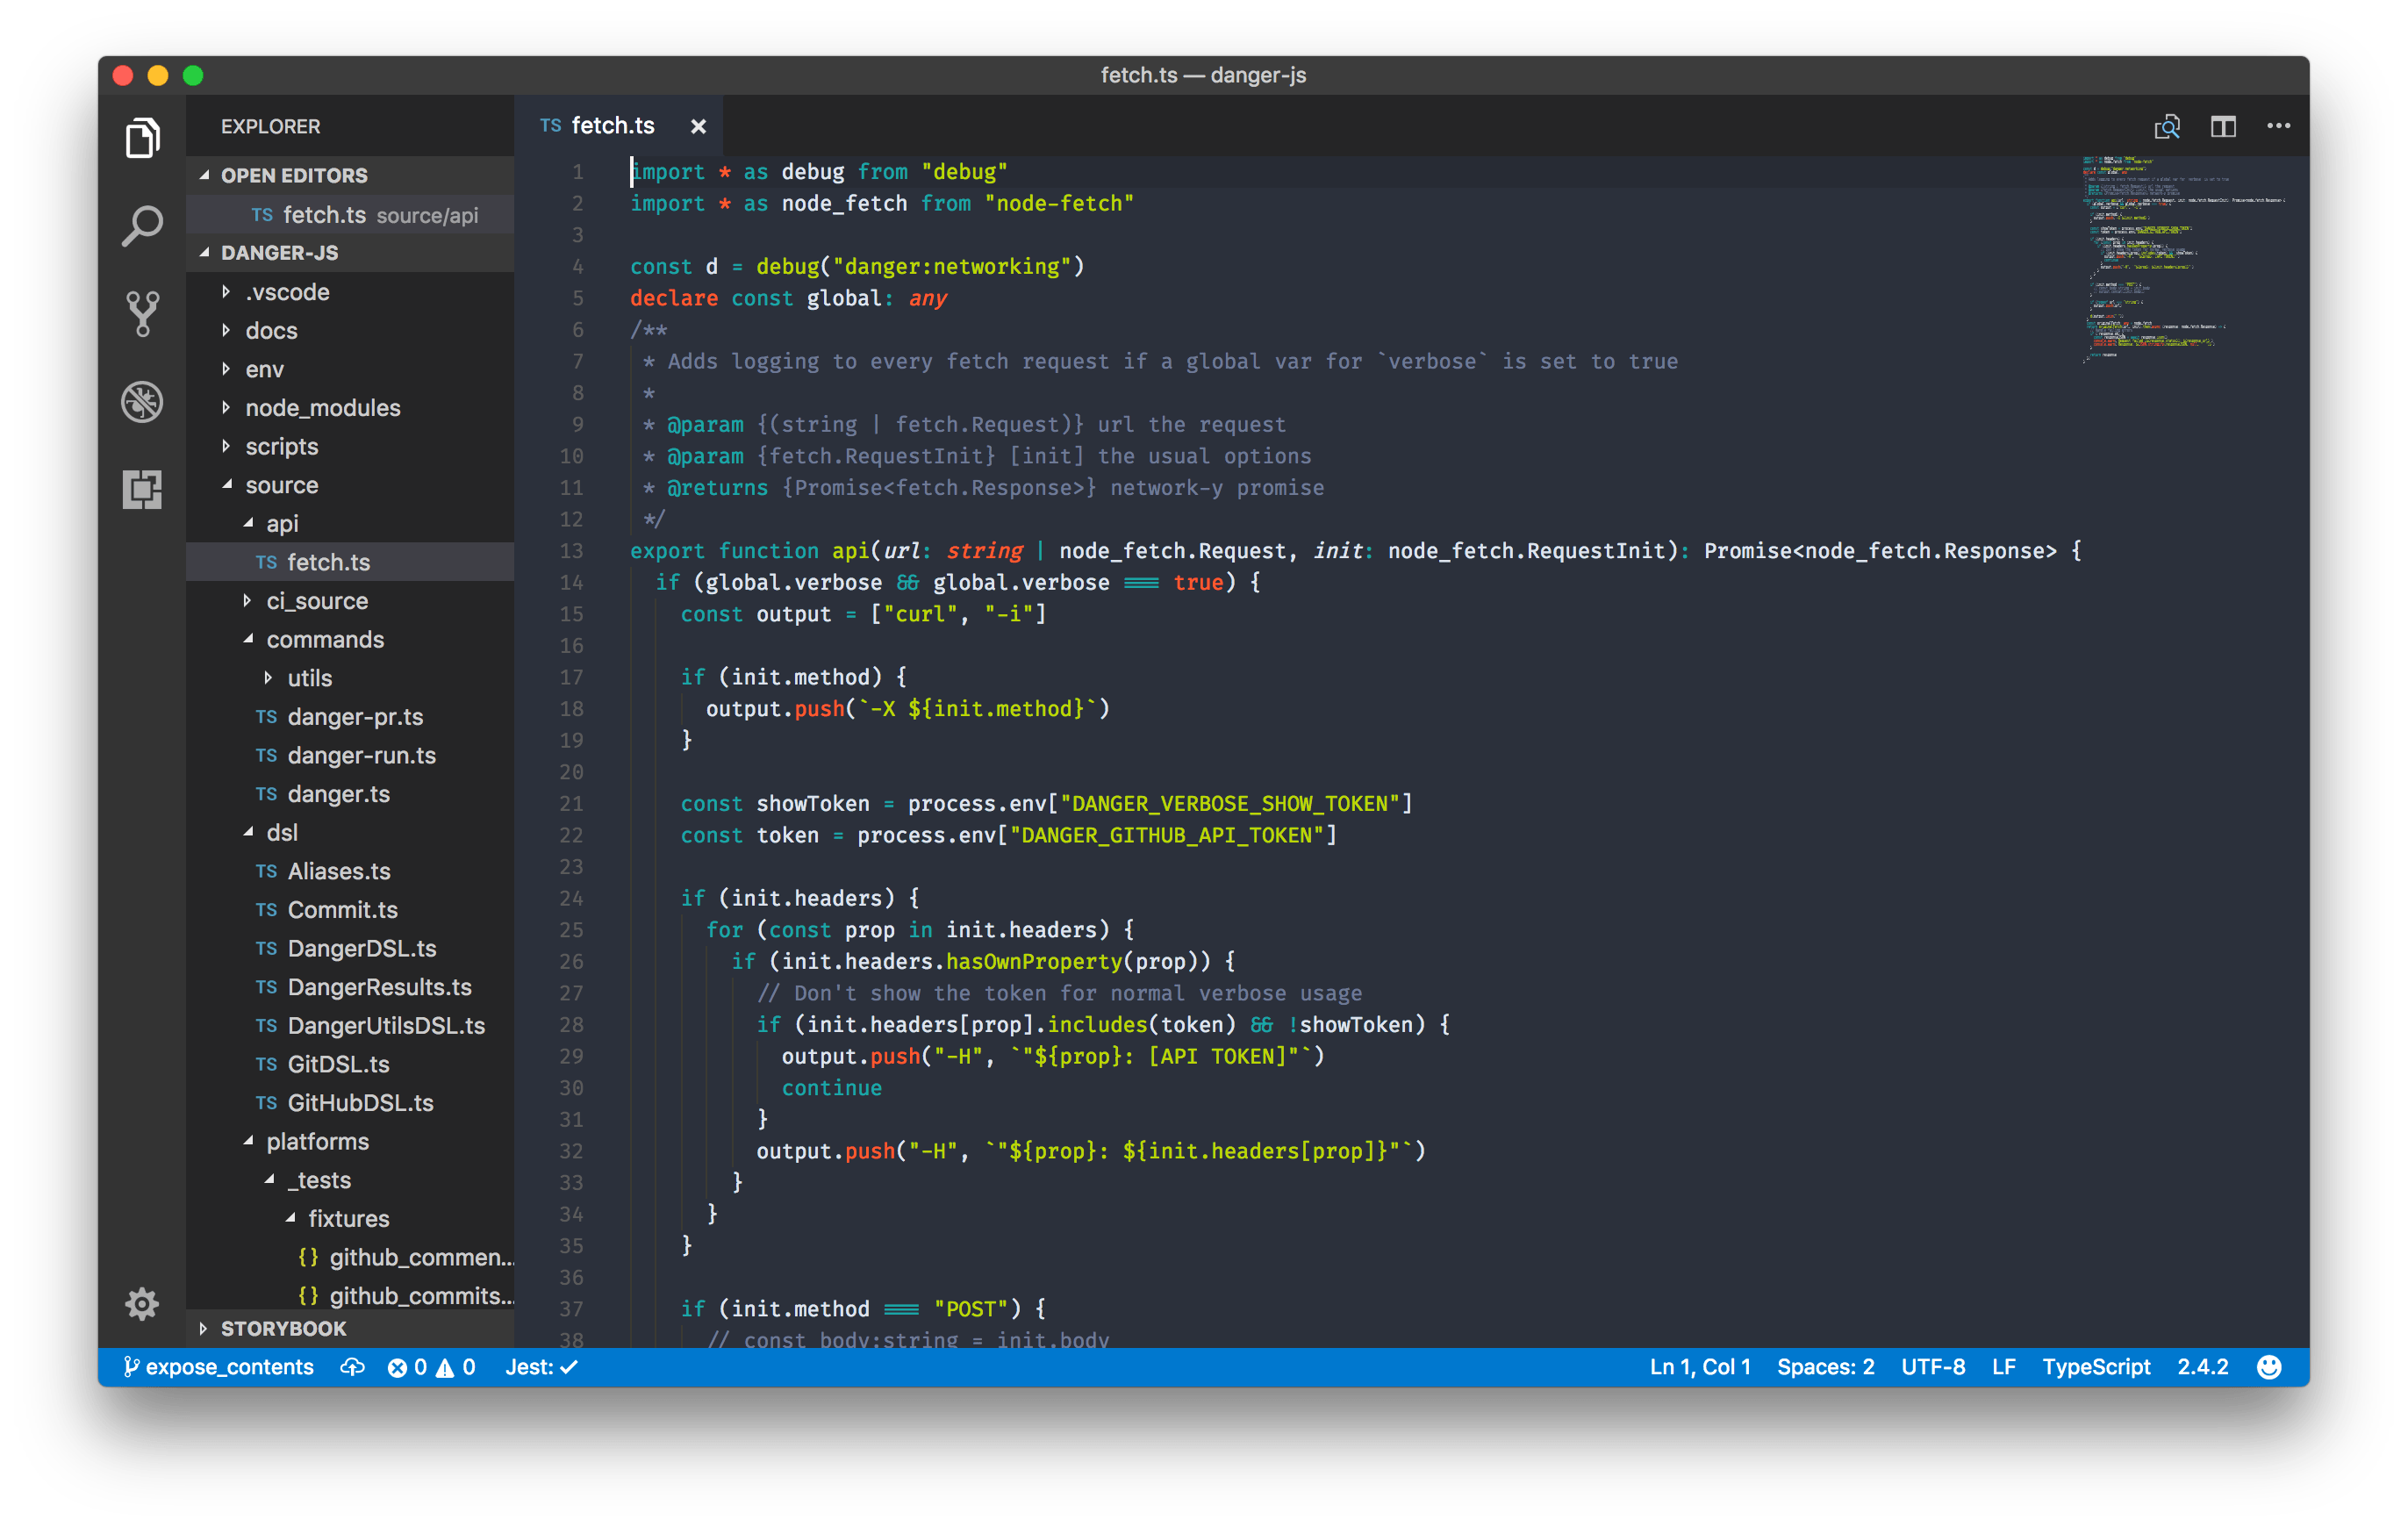 fetch.ts — danger-js
EXPLORER
OPEN EDITORS
TS fetch.ts source/api
DANGER-JS
.vscode
docs
env
node_modules
scripts
source
api
TS fetch.ts
ci_source
commands
utils
TS danger-pr.ts
TS danger-run.ts
TS danger.ts
dsl
TS Aliases.ts
TS Commit.ts
TS DangerDSL.ts
TS DangerResults.ts
TS DangerUtilsDSL.ts
TS GitDSL.ts
TS GitHubDSL.ts
platforms
_tests
fixtures
{} github_commen...
{} github_commits...
STORYBOOK
TS fetch.ts ×
1 import * as debug from "debug"
2 import * as node_fetch from "node-fetch"
3
4 const d = debug("danger:networking")
5 declare const global: any
6 /**
7 * Adds logging to every fetch request if a global var for `verbose` is set to true
8 *
9 * @param {(string | fetch.Request)} url the request
10 * @param {fetch.RequestInit} [init] the usual options
11 * @returns {Promise<fetch.Response>} network-y promise
12 */
13 export function api(url: string | node_fetch.Request, init: node_fetch.RequestInit): Promise<node_fetch.Response> {
14 if (global.verbose && global.verbose === true) {
15 const output = ["curl", "-i"]
16
17 if (init.method) {
18 output.push(`-X ${init.method}`)
19 }
20
21 const showToken = process.env["DANGER_VERBOSE_SHOW_TOKEN"]
22 const token = process.env["DANGER_GITHUB_API_TOKEN"]
23
24 if (init.headers) {
25 for (const prop in init.headers) {
26 if (init.headers.hasOwnProperty(prop)) {
27 // Don't show the token for normal verbose usage
28 if (init.headers[prop].includes(token) && !showToken) {
29 output.push("-H", `"${prop}: [API TOKEN]"`)
30 continue
31 }
32 output.push("-H", `"${prop}: ${init.headers[prop]}"`)
33 }
34 }
35 }
36
37 if (init.method === "POST") {
38 // const body:string = init.body
expose_contents 0 0 Jest: ✓ Ln 1, Col 1 Spaces: 2 UTF-8 LF TypeScript 2.4.2